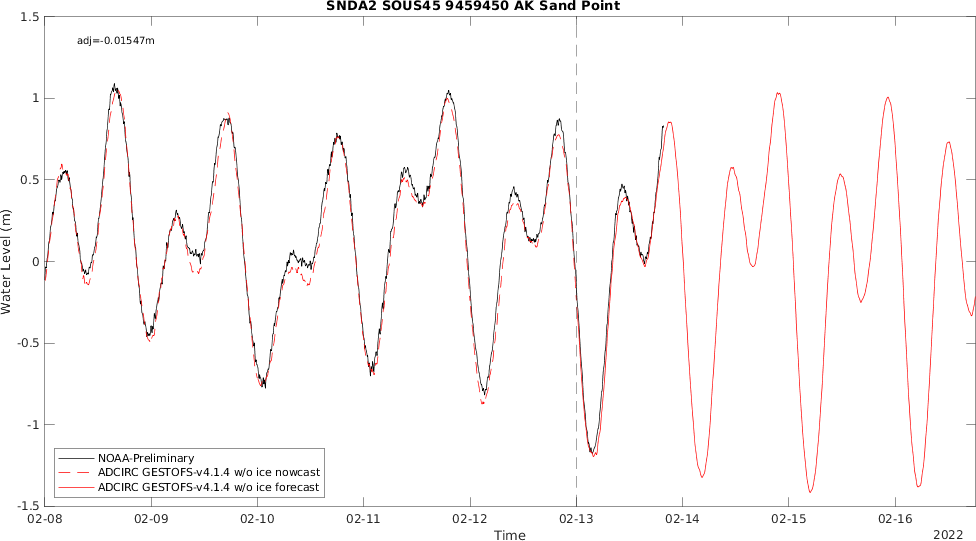 SNDA2 SOUS45 9459450 AK Sand Point
adj=-0.01547m
1.5
1
0.5
0
-0.5
-1
-1.5
Water Level (m)
NOAA-Preliminary
ADCIRC GESTOFS-v4.1.4 w/o ice nowcast
ADCIRC GESTOFS-v4.1.4 w/o ice forecast
02-08 02-09 02-10 02-11 02-12 02-13 02-14 02-15 02-16
Time
2022